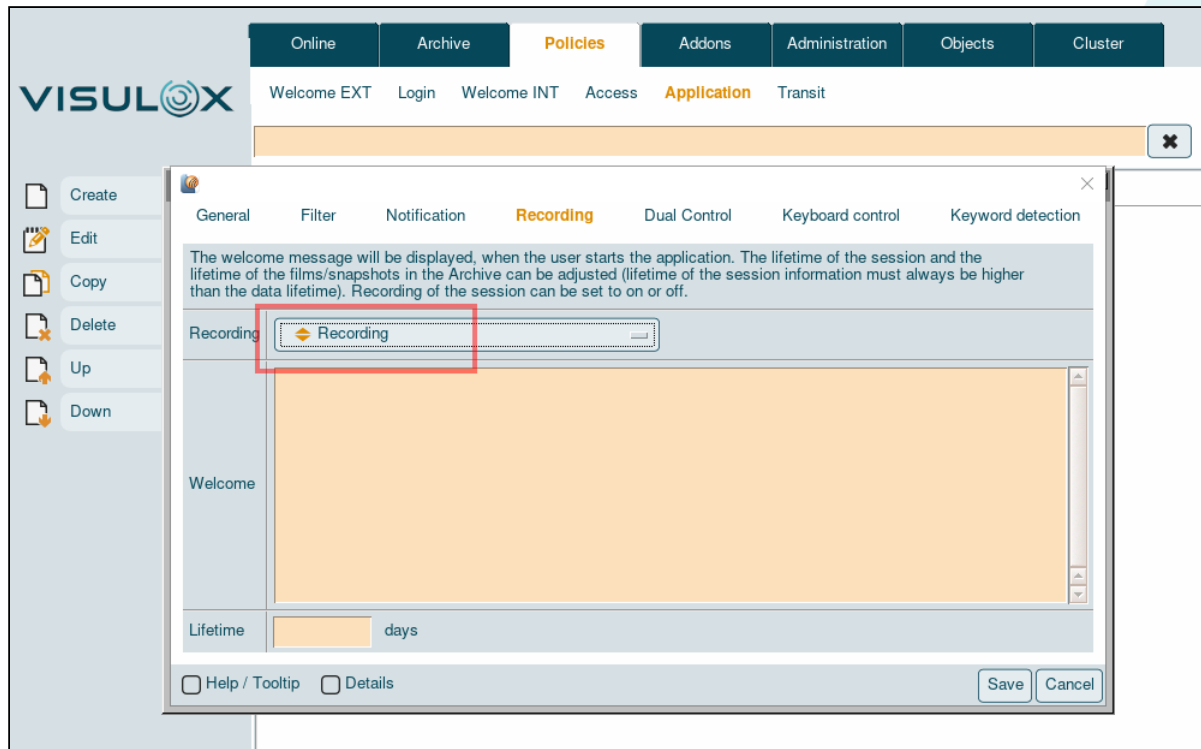 Online Archive Policies Addons Administration Objects Cluster
VISULOX
Welcome EXT Login Welcome INT Access Application Transit
Create
Edit
Copy
Delete
Up
Down
General Filter Notification Recording Dual Control Keyboard control Keyword detection
The welcome message will be displayed, when the user starts the application. The lifetime of the session and the
lifetime of the films/snapshots in the Archive can be adjusted (lifetime of the session information must always be higher
than the data lifetime). Recording of the session can be set to on or off.
Recording Recording
Welcome
Lifetime days
Help / Tooltip Details Save Cancel